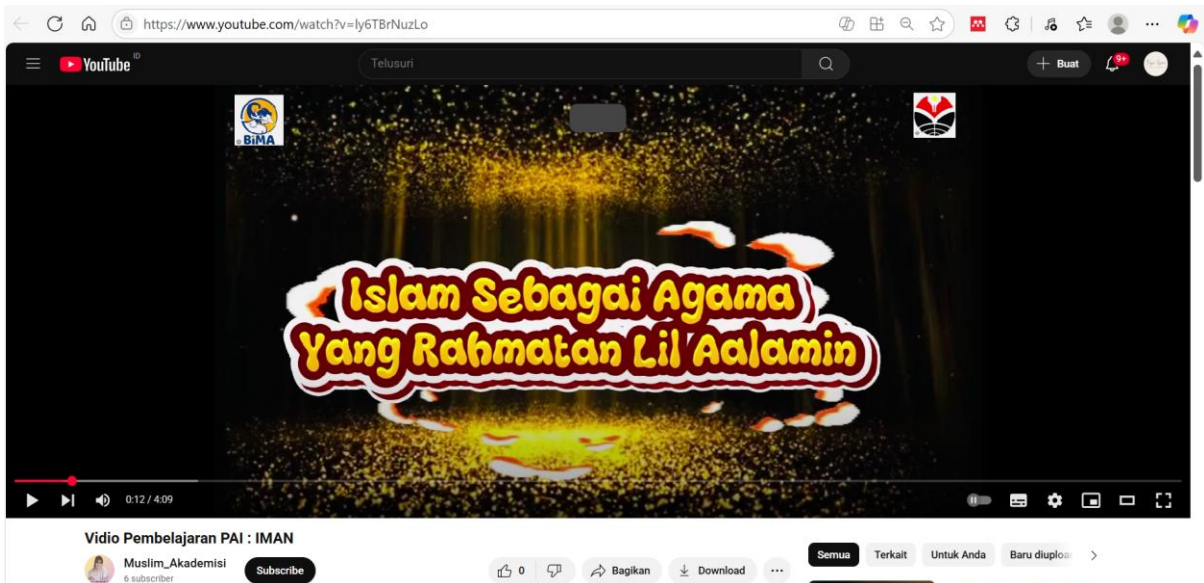 https://www.youtube.com/watch?v=ly6TBrNuzLo
YouTube ID
Telusuri
+ Buat
9+
BIMA
Islam Sebagai Agama
Yang Rahmatan Lil Aalamin
0:12 / 4:09
Vidio Pembelajaran PAI : IMAN
Muslim_Akademisi
6 subscriber
Subscribe
0
Bagikan
Download
Semua
Terkait
Untuk Anda
Baru diuploa